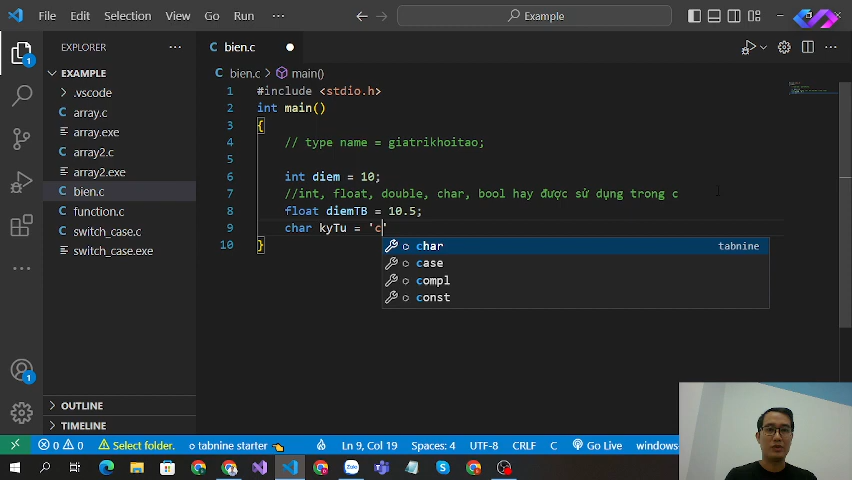 File Edit Selection View Go Run ··· Example
EXPLORER ···
bien.c
EXAMPLE
.vscode
array.c
array.exe
array2.c
array2.exe
bien.c
function.c
switch_case.c
switch_case.exe
OUTLINE
TIMELINE
bien.c > main()
1 #include <stdio.h>
2 int main()
3 {
4 // type name = giatrikhoitao;
5
6 int diem = 10;
7 //int, float, double, char, bool hay được sử dụng trong c
8 float diemTB = 10.5;
9 char kyTu = 'c'
10 }
char tabnine
case
compl
const
1
1
0 0 Select folder. tabnine starter Ln 9, Col 19 Spaces: 4 UTF-8 CRLF C Go Live windows-